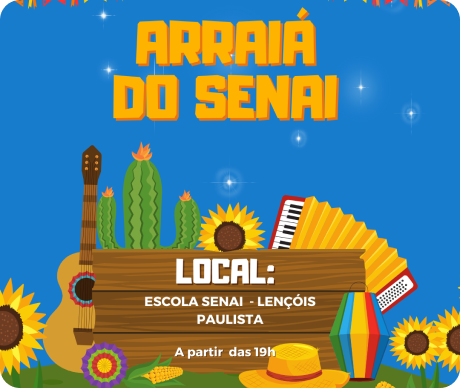 ARRAIÁ
DO SENAI
LOCAL:
ESCOLA SENAI - LENÇÓIS
PAULISTA
A partir das 19h